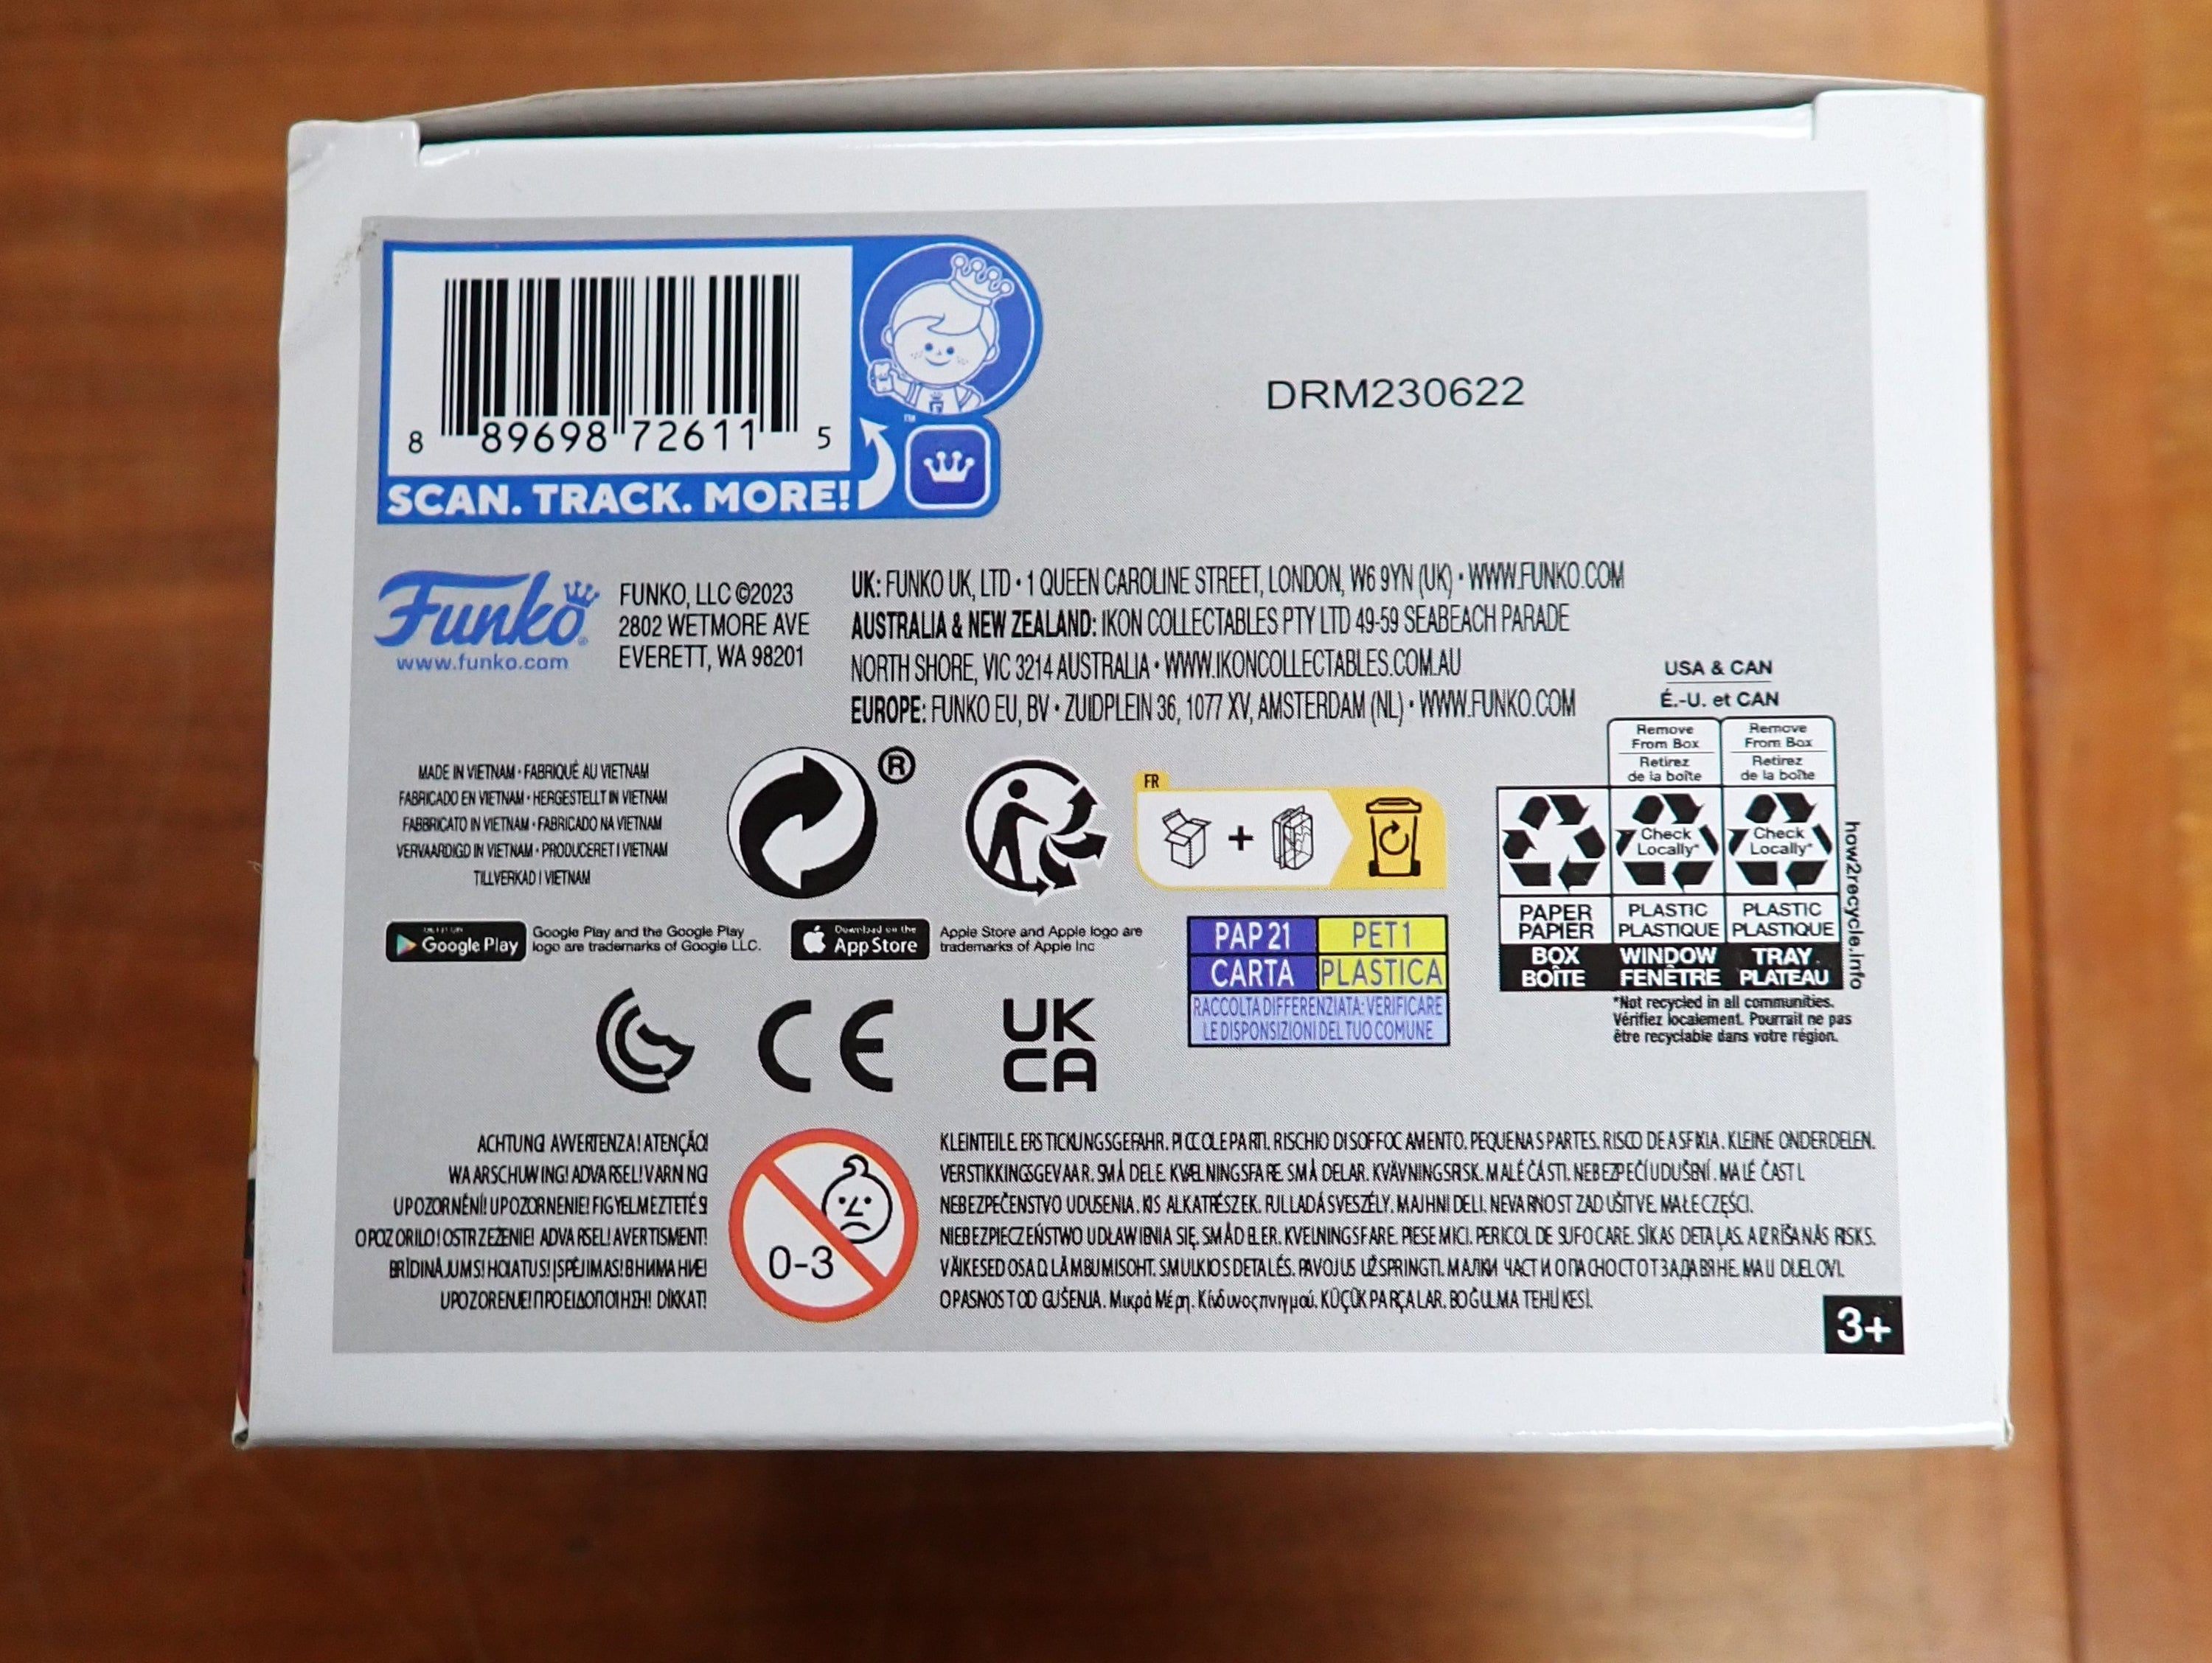 8 89698 72611 5
SCAN. TRACK. MORE!
™
DRM230622
Funko
www.funko.com
FUNKO, LLC ©2023
2802 WETMORE AVE
EVERETT, WA 98201
UK: FUNKO UK, LTD • 1 QUEEN CAROLINE STREET, LONDON, W6 9YN (UK) • WWW.FUNKO.COM
AUSTRALIA & NEW ZEALAND: IKON COLLECTABLES PTY LTD 49-59 SEABEACH PARADE
NORTH SHORE, VIC 3214 AUSTRALIA • WWW.IKONCOLLECTABLES.COM.AU
EUROPE: FUNKO EU, BV • ZUIDPLEIN 36, 1077 XV, AMSTERDAM (NL) • WWW.FUNKO.COM
USA & CAN
É.-U. et CAN
Remove
From Box
Retirez
de la boîte
Remove
From Box
Retirez
de la boîte
Check
Locally*
Check
Locally*
PAPER
PAPIER
PLASTIC
PLASTIQUE
PLASTIC
PLASTIQUE
BOX
BOÎTE
WINDOW
FENÊTRE
TRAY
PLATEAU
how2recycle.info
*Not recycled in all communities.
Vérifiez localement. Pourrait ne pas
être recyclable dans votre région.
MADE IN VIETNAM • FABRIQUÉ AU VIETNAM
FABRICADO EN VIETNAM • HERGESTELLT IN VIETNAM
FABBRICATO IN VIETNAM • FABRICADO NA VIETNAM
VERVAARDIGD IN VIETNAM • PRODUCERET I VIETNAM
TILLVERKAD I VIETNAM
®
FR
+
Google Play
Google Play and the Google Play
logo are trademarks of Google LLC.
Download on the
App Store
Apple Store and Apple logo are
trademarks of Apple Inc
PAP 21
PET 1
CARTA
PLASTICA
RACCOLTA DIFFERENZIATA: VERIFICARE
LE DISPONSIZIONI DEL TUO COMUNE
CE
UK
CA
ACHTUNG! AVVERTENZA! ATENÇÃO!
WAARSCHUWING! ADVARSEL! VARNING!
UPOZORNĚNÍ! UPOZORNENIE! FIGYELMEZTETÉS!
OPOZORILO! OSTRZEŻENIE! ADVARSEL! AVERTISMENT!
BRĪDINĀJUMS! HOIATUS! ĮSPĖJIMAS! ВНИМАНИЕ!
UPOZORENJE! ΠΡΟΕΙΔΟΠΟΙΗΣΗ! DİKKAT!
0-3
KLEINTEILE. ERSTICKUNGSGEFAHR. PICCOLE PARTI. RISCHIO DI SOFFOCAMENTO. PEQUENAS PARTES. RISCO DE ASFIXIA. KLEINE ONDERDELEN.
VERSTIKKINGSGEVAAR. SMÅ DELE. KVÆLNINGSFARE. SMÅ DELAR. KVÄVNINGSRISK. MALÉ ČÁSTI. NEBEZPEČÍ UDUŠENÍ. MALÉ ČASTI.
NEBEZPEČENSTVO UDUSENIA. KIS ALKATRÉSZEK. FULLADÁSVESZÉLY. MAJHNI DELI. NEVARNOST ZADUŠITVE. MAŁE CZĘŚCI.
NIEBEZPIECZEŃSTWO UDŁAWIENIA SIĘ. SMÅ DELER. KVELNINGSFARE. PIESE MICI. PERICOL DE SUFOCARE. SĪKAS DETAĻAS. AIZRĪŠANĀS RISKS.
VÄIKESED OSAD. LÄMBUMISOHT. SMULKIOS DETALĖS. PAVOJUS UŽSPRINGTI. МАЛКИ ЧАСТИ ОПАСНОСТ ОТ ЗАДАВЯНЕ. MALI DIJELOVI.
OPASNOST OD GUŠENJA. Μικρά Μέρη. Κίνδυνος πνιγμού. KÜÇÜK PARÇALAR. BOĞULMA TEHLİKESİ.
3+